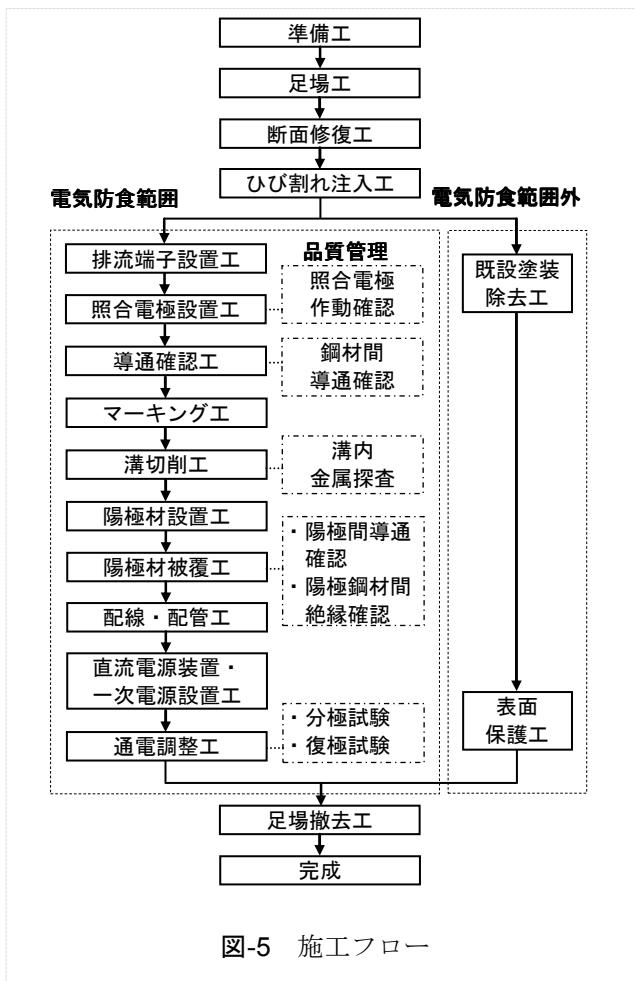 準備工
足場工
断面修復工
ひび割れ注入工
電気防食範囲
電気防食範囲外
品質管理
排流端子設置工
照合電極設置工
照合電極
作動確認
導通確認工
鋼材間
導通確認
マーキング工
溝切削工
溝内
金属探査
陽極材設置工
陽極材被覆工
・陽極間導通
確認
・陽極鋼材間
絶縁確認
配線・配管工
直流電源装置・
一次電源設置工
通電調整工
・分極試験
・復極試験
既設塗装
除去工
表面
保護工
足場撤去工
完成
図-5 施工フロー